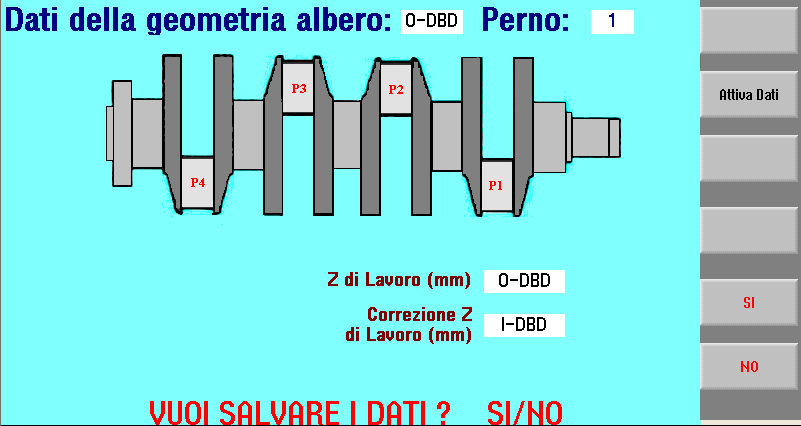 Dati della geometria albero: O-DBD Perno: 1
Attiva Dati
P3
P2
P4
P1
Z di Lavoro (mm) O-DBD
Correzione Z
di Lavoro (mm) I-DBD
SI
NO
VUOI SALVARE I DATI ? SI/NO